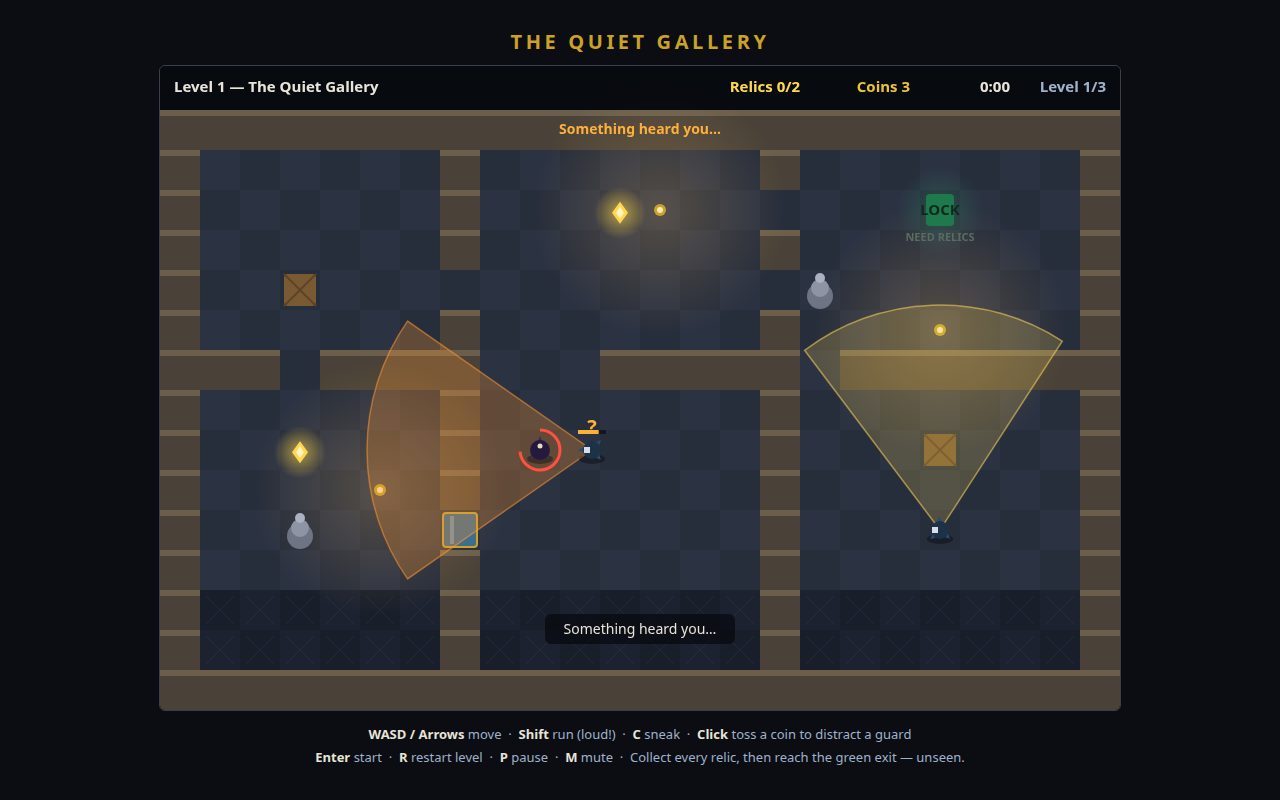 THE QUIET GALLERY
Level 1 — The Quiet Gallery Relics 0/2 Coins 3 0:00 Level 1/3
Something heard you...
LOCK
NEED RELICS
?
Something heard you...
WASD / Arrows move · Shift run (loud!) · C sneak · Click toss a coin to distract a guard
Enter start · R restart level · P pause · M mute · Collect every relic, then reach the green exit — unseen.